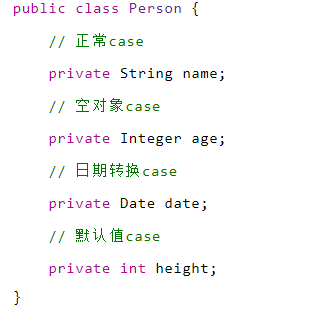 public class Person {
// 正常case
private String name;
// 空对象case
private Integer age;
// 日期转换case
private Date date;
// 默认值case
private int height;
}